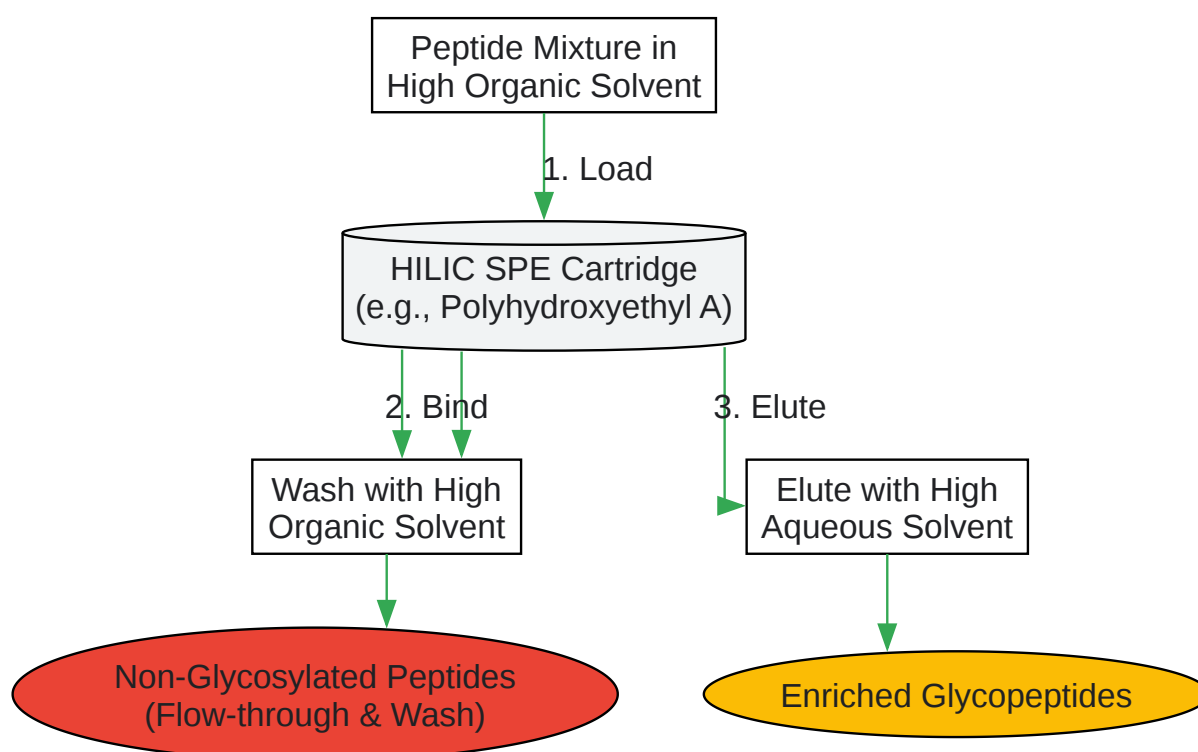 Peptide Mixture in
High Organic Solvent
1. Load
HILIC SPE Cartridge
(e.g., Polyhydroxyethyl A)
2. Bind
3. Elute
Wash with High
Organic Solvent
Elute with High
Aqueous Solvent
Non-Glycosylated Peptides
(Flow-through & Wash)
Enriched Glycopeptides